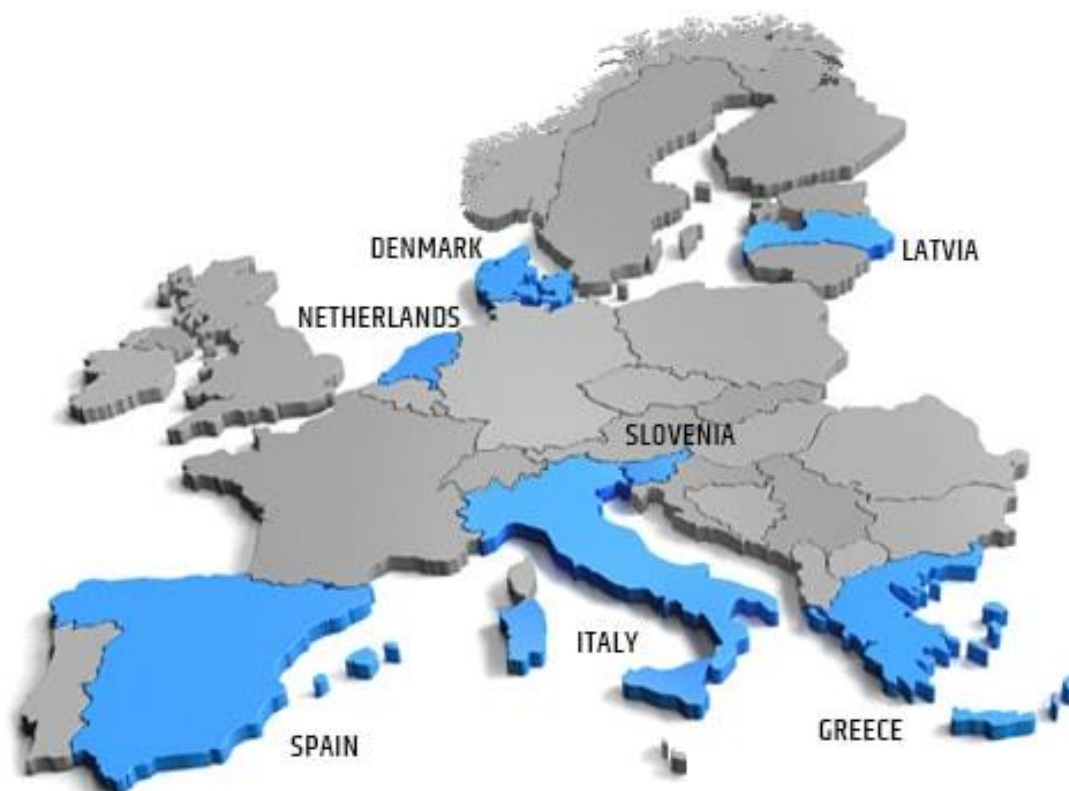 DENMARK
LATVIA
NETHERLANDS
SLOVENIA
ITALY
GREECE
SPAIN